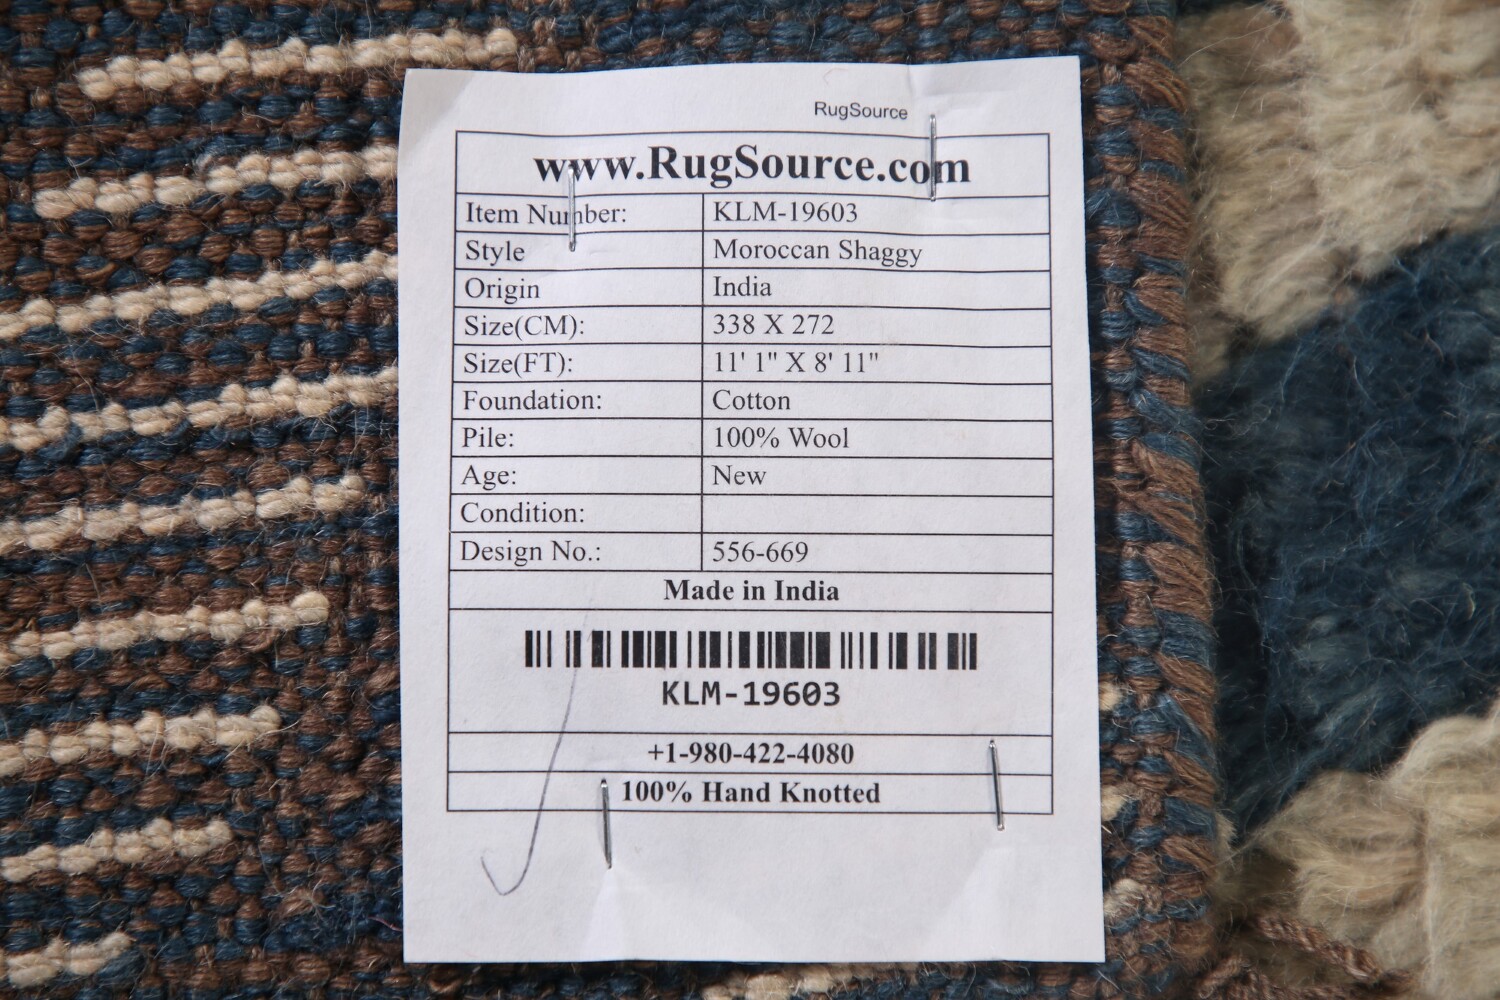 RugSource
www.RugSource.com
Item Number: KLM-19603
Style Moroccan Shaggy
Origin India
Size(CM): 338 X 272
Size(FT): 11' 1" X 8' 11"
Foundation: Cotton
Pile: 100% Wool
Age: New
Condition:
Design No.: 556-669
Made in India
KLM-19603
+1-980-422-4080
100% Hand Knotted